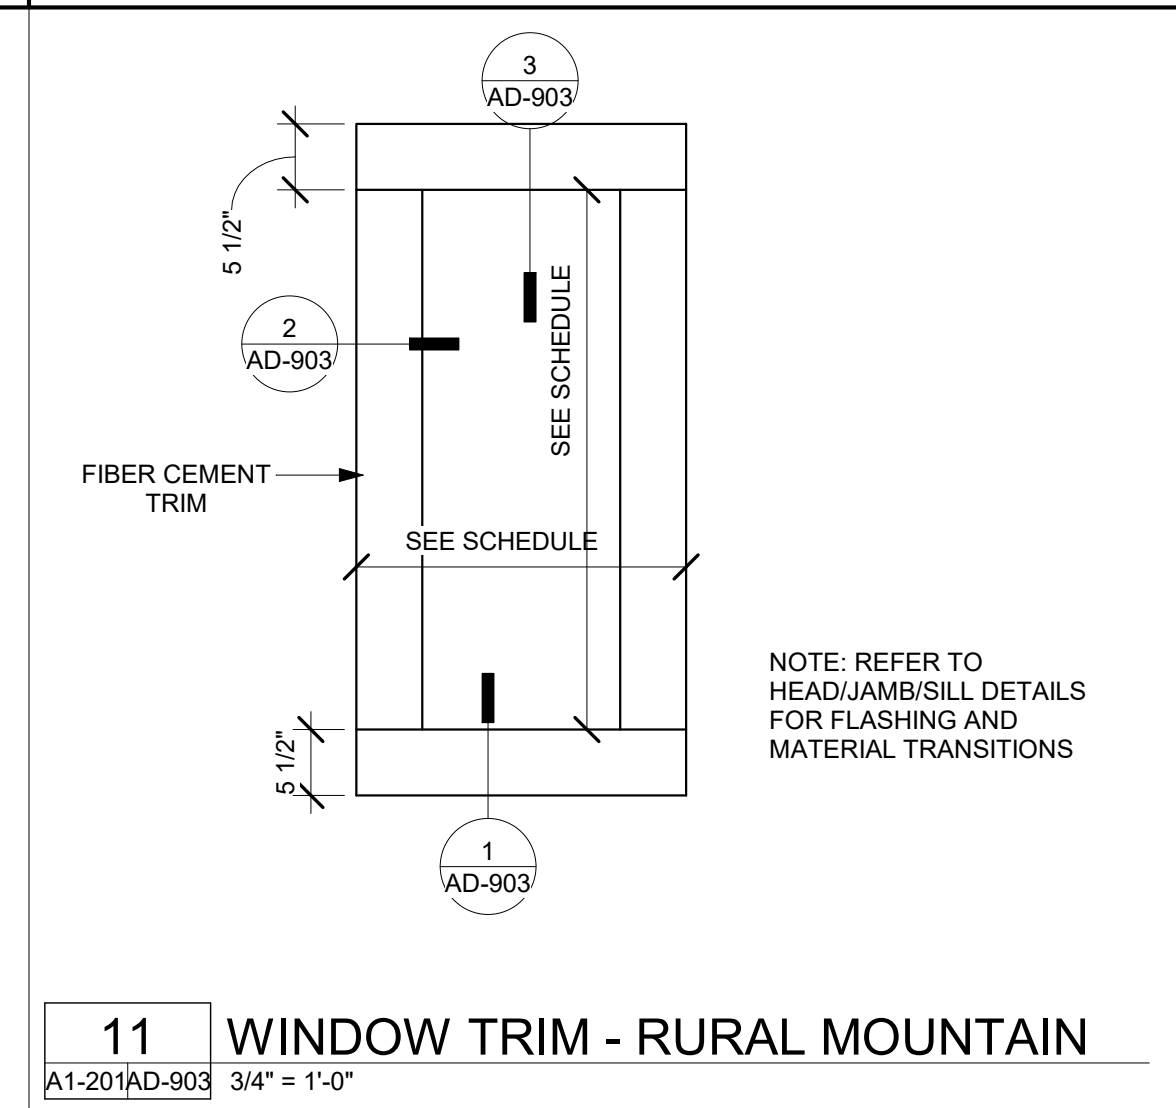 3
AD-903
5 1/2"
2
AD-903
SEE SCHEDULE
FIBER CEMENT
TRIM
SEE SCHEDULE
NOTE: REFER TO
HEAD/JAMB/SILL DETAILS
FOR FLASHING AND
MATERIAL TRANSITIONS
5 1/2"
1
AD-903
11
WINDOW TRIM - RURAL MOUNTAIN
A1-201 AD-903
3/4" = 1'-0"